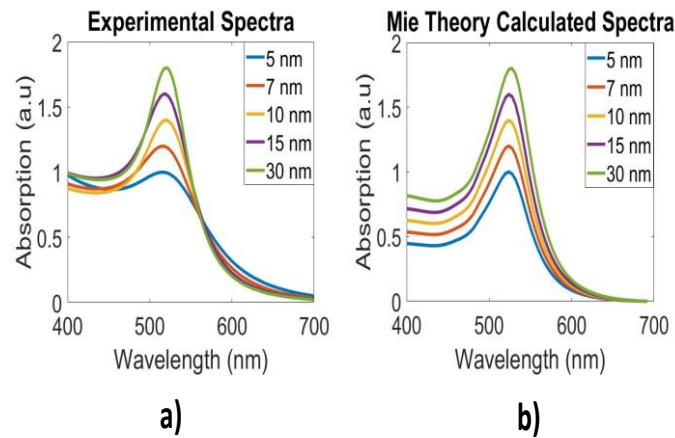 Experimental Spectra
Absorption (a.u)
2
1.5
1
0.5
0
400
500
600
700
5 nm
7 nm
10 nm
15 nm
30 nm
Wavelength (nm)
a)
Mie Theory Calculated Spectra
Absorption (a.u)
2
1.5
1
0.5
0
400
500
600
700
5 nm
7 nm
10 nm
15 nm
30 nm
Wavelength (nm)
b)